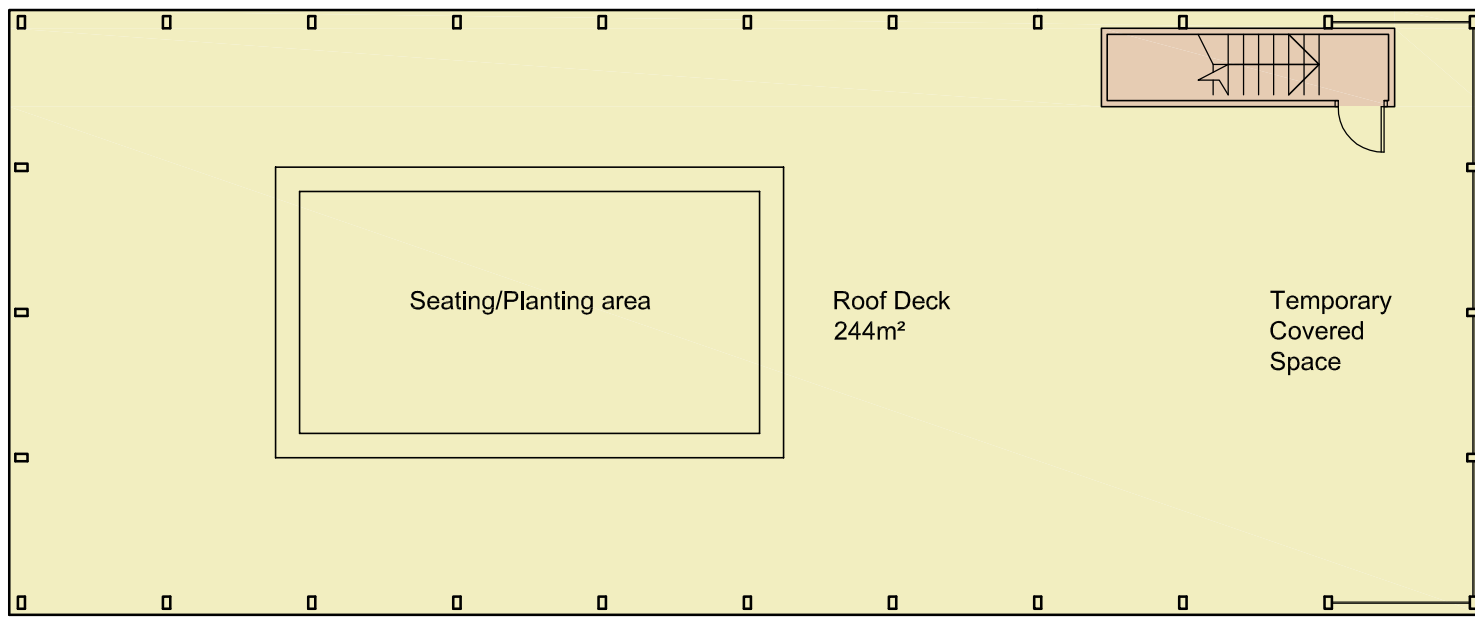 Seating/Planting area
Roof Deck
244m²
Temporary
Covered
Space